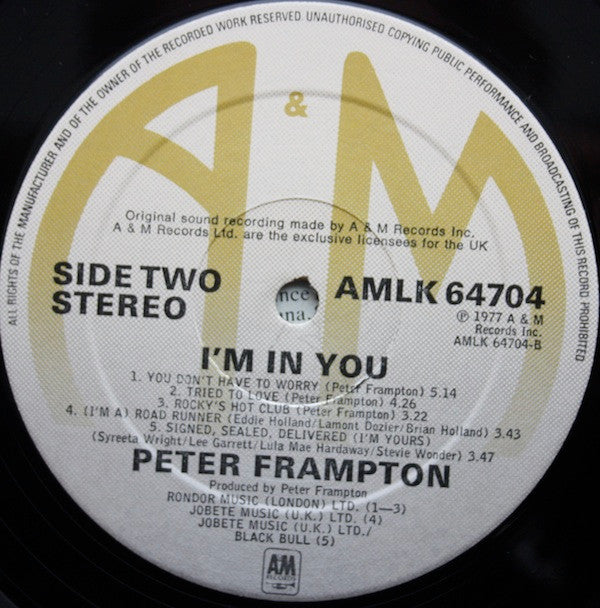 ALL RIGHTS OF THE MANUFACTURER AND OF THE OWNER OF THE RECORDED WORK RESERVED. UNAUTHORISED COPYING PUBLIC PERFORMANCE AND BROADCASTING OF THIS RECORD PROHIBITED
A & M
Original sound recording made by A & M Records Inc.
A & M Records Ltd. are the exclusive licensees for the UK
SIDE TWO
STEREO
nce
na.
AMLK 64704
℗ 1977 A & M
Records Inc.
AMLK 64704-B
I'M IN YOU
1. YOU DON'T HAVE TO WORRY (Peter Frampton) 5.14
2. TRIED TO LOVE (Peter Frampton) 4.26
3. ROCKY'S HOT CLUB (Peter Frampton) 3.22
4. (I'M A) ROAD RUNNER (Eddie Holland/Lamont Dozier/Brian Holland) 3.43
5. SIGNED, SEALED, DELIVERED (I'M YOURS)
(Syreeta Wright/Lee Garrett/Lula Mae Hardaway/Stevie Wonder) 3.47
PETER FRAMPTON
Produced by Peter Frampton
RONDOR MUSIC (LONDON) LTD. (1—3)
JOBETE MUSIC (U.K.) LTD. (4)
JOBETE MUSIC (U.K.) LTD./
BLACK BULL (5)
AM
RECORDS